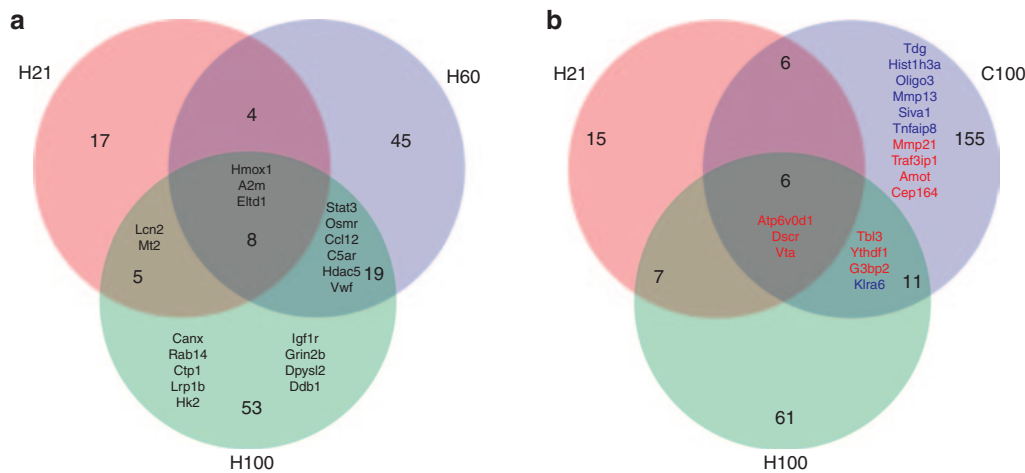 a
H21
H60
4
17
45
Hmox1
A2m
Eltd1
8
Lcn2
Mt2
5
Stat3
Osmr
Ccl12
C5ar
Hdac5
Vwf
19
Canx
Rab14
Ctp1
Lrp1b
Hk2
Igf1r
Grin2b
Dpysl2
Ddb1
53
H100
b
H21
C100
6
15
155
Tdg
Hist1h3a
Oligo3
Mmp13
Siva1
Tnfaip8
Mmp21
Traf3ip1
Amot
Cep164
6
Atp6v0d1
Dscr
Vta
Tbl3
Ythdf1
G3bp2
Klra6
11
7
61
H100